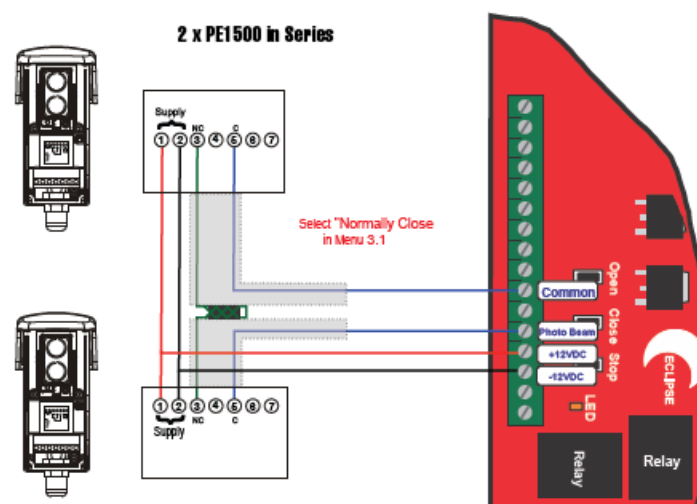 2 x PE1500 in Series
Supply
NC
C
1 2 3 4 5 6 7
Select "Normally Close
in Menu 3.1
Open
Common
Close
Photo Beam
Stop
+12VDC
-12VDC
ECLIPSE
LED
Relay
Relay
1 2 3 4 5 6 7
Supply
NC
C